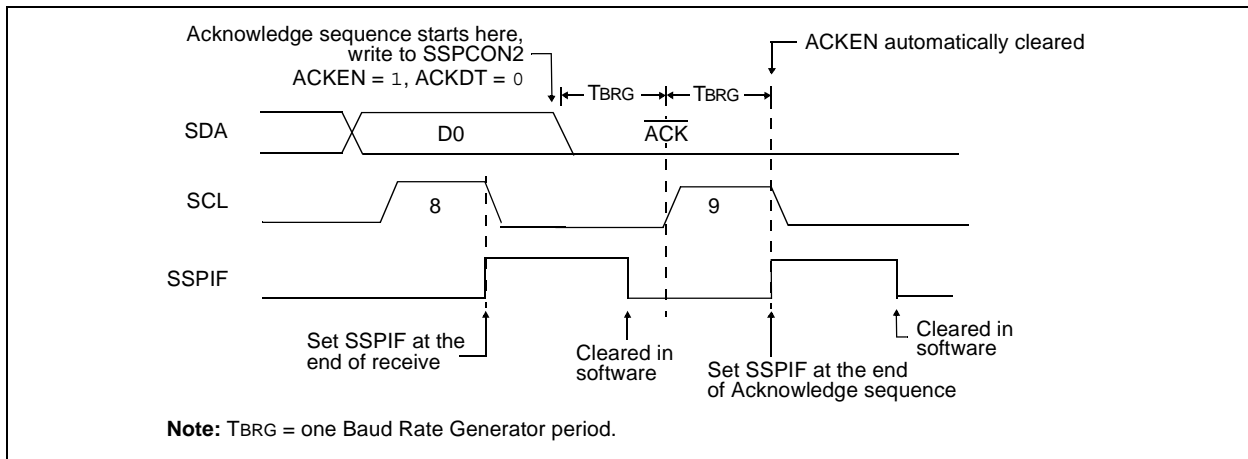 Acknowledge sequence starts here,
write to SSPCON2
ACKEN = 1, ACKDT = 0
ACKEN automatically cleared
TBRG
TBRG
SDA
D0
ACK
SCL
8
9
SSPIF
Set SSPIF at the
end of receive
Cleared in
software
Set SSPIF at the end
of Acknowledge sequence
Cleared in
software
Note: TBRG = one Baud Rate Generator period.